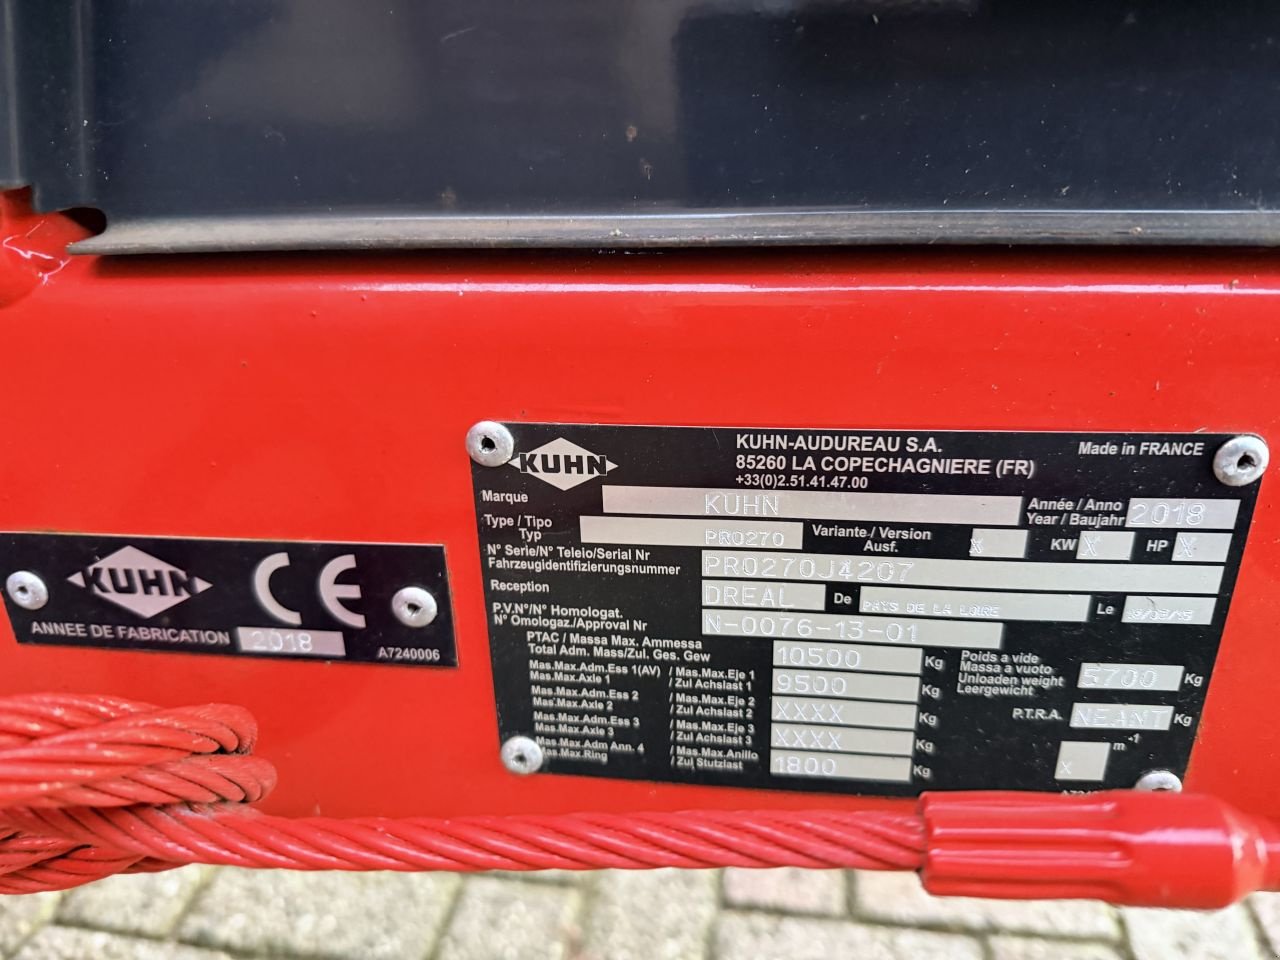 KUHN
CE
ANNEE DE FABRICATION 2018
A7240006
KUHN
KUHN-AUDUREAU S.A.
85260 LA COPECHAGNIERE (FR)
+33(0)2.51.41.47.00
Made in FRANCE
Marque KUHN
Année / Anno
Year / Baujahr 2018
Type / Tipo
Typ PR0270
Variante / Version
Ausf. X
KW X HP X
N° Serie/N° Teleio/Serial Nr
Fahrzeugidentifizierungsnummer PR0270J4207
Reception DREAL De PAYS DE LA LOIRE Le
P.V.N°/N° Homologat.
N° Omologaz./Approval Nr N-0076-13-01
PTAC / Massa Max. Ammessa
Total Adm. Mass/Zul. Ges. Gew 10500 Kg
Poids a vide
Massa a vuoto
Unloaden weight
Leergewicht 5700 Kg
Mas.Max.Adm.Ess 1(AV) / Mas.Max.Eje 1
Mas.Max.Axle 1 / Zul Achslast 1 9500 Kg
Mas.Max.Adm.Ess 2 / Mas.Max.Eje 2
Mas.Max.Axle 2 / Zul Achslast 2 XXXX Kg
P.T.R.A. NEANT Kg
Mas.Max.Adm.Ess 3 / Mas.Max.Eje 3
Mas.Max.Axle 3 / Zul Achslast 3 XXXX Kg
Mas.Max.Adm Ann. 4 / Mas.Max.Anillo
Mas.Max.Ring / Zul Stutzlast 1800 Kg
X m-1